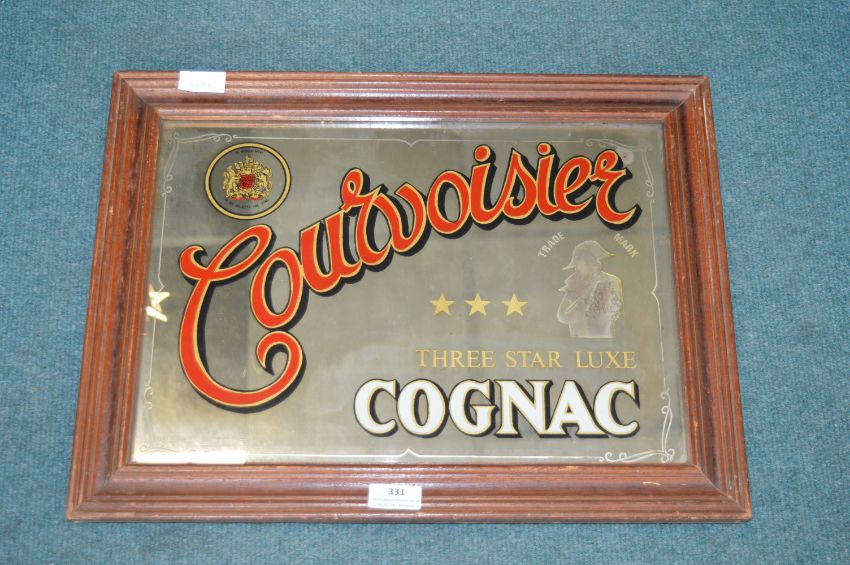 Courvoisier
TRADE MARK
THREE STAR LUXE
COGNAC
331